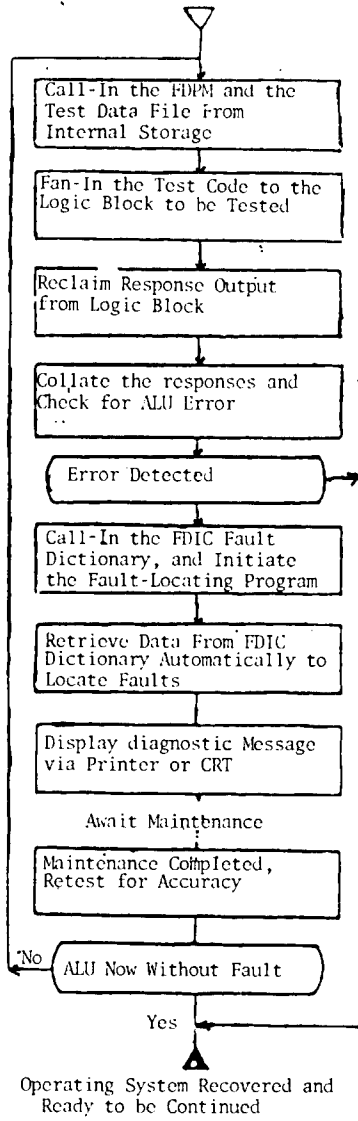 Call-In the FDPM and the
Test Data File From
Internal Storage
Fan-In the Test Code to the
Logic Block to be Tested
Reclaim Response Output
from Logic Block
Collate the responses and
Check for ALU Error
Error Detected
Call-In the FDIC Fault
Dictionary, and Initiate
the Fault-Locating Program
Retrieve Data From FDIC
Dictionary Automatically to
Locate Faults
Display diagnostic Message
via Printer or CRT
Await Maintenance
Maintenance Completed,
Retest for Accuracy
No
ALU Now Without Fault
Yes
Operating System Recovered and
Ready to be Continued